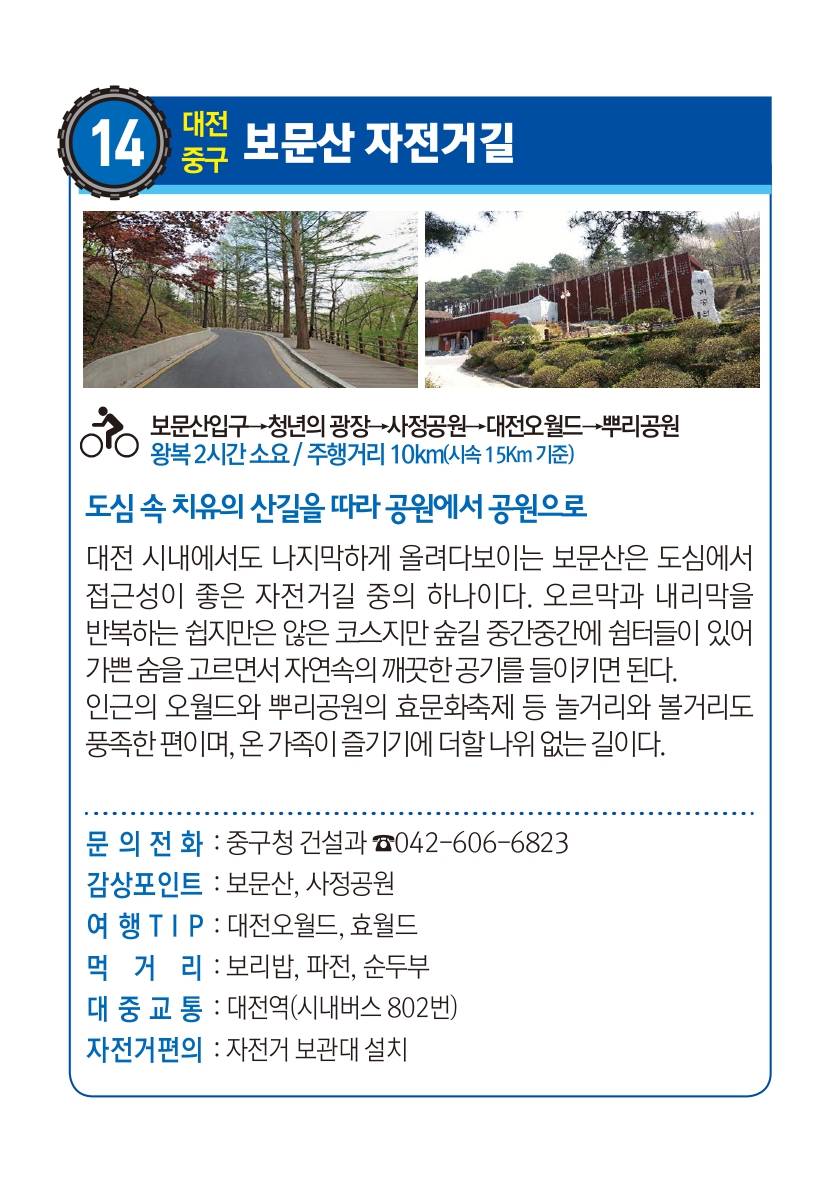 14
대전
중구
보문산 자전거길
뿌리공원
보문산입구→청년의 광장→사정공원→대전오월드→뿌리공원
왕복 2시간 소요 / 주행거리 10km(시속 15Km 기준)
도심 속 치유의 산길을 따라 공원에서 공원으로
대전 시내에서도 나지막하게 올려다보이는 보문산은 도심에서
접근성이 좋은 자전거길 중의 하나이다. 오르막과 내리막을
반복하는 쉽지만은 않은 코스지만 숲길 중간중간에 쉼터들이 있어
가쁜 숨을 고르면서 자연속의 깨끗한 공기를 들이키면 된다.
인근의 오월드와 뿌리공원의 효문화축제 등 놀거리와 볼거리도
풍족한 편이며, 온 가족이 즐기기에 더할 나위 없는 길이다.
문 의 전 화 : 중구청 건설과 ☎042-606-6823
감상포인트 : 보문산, 사정공원
여 행 T I P : 대전오월드, 효월드
먹 거 리 : 보리밥, 파전, 순두부
대 중 교 통 : 대전역(시내버스 802번)
자전거편의 : 자전거 보관대 설치